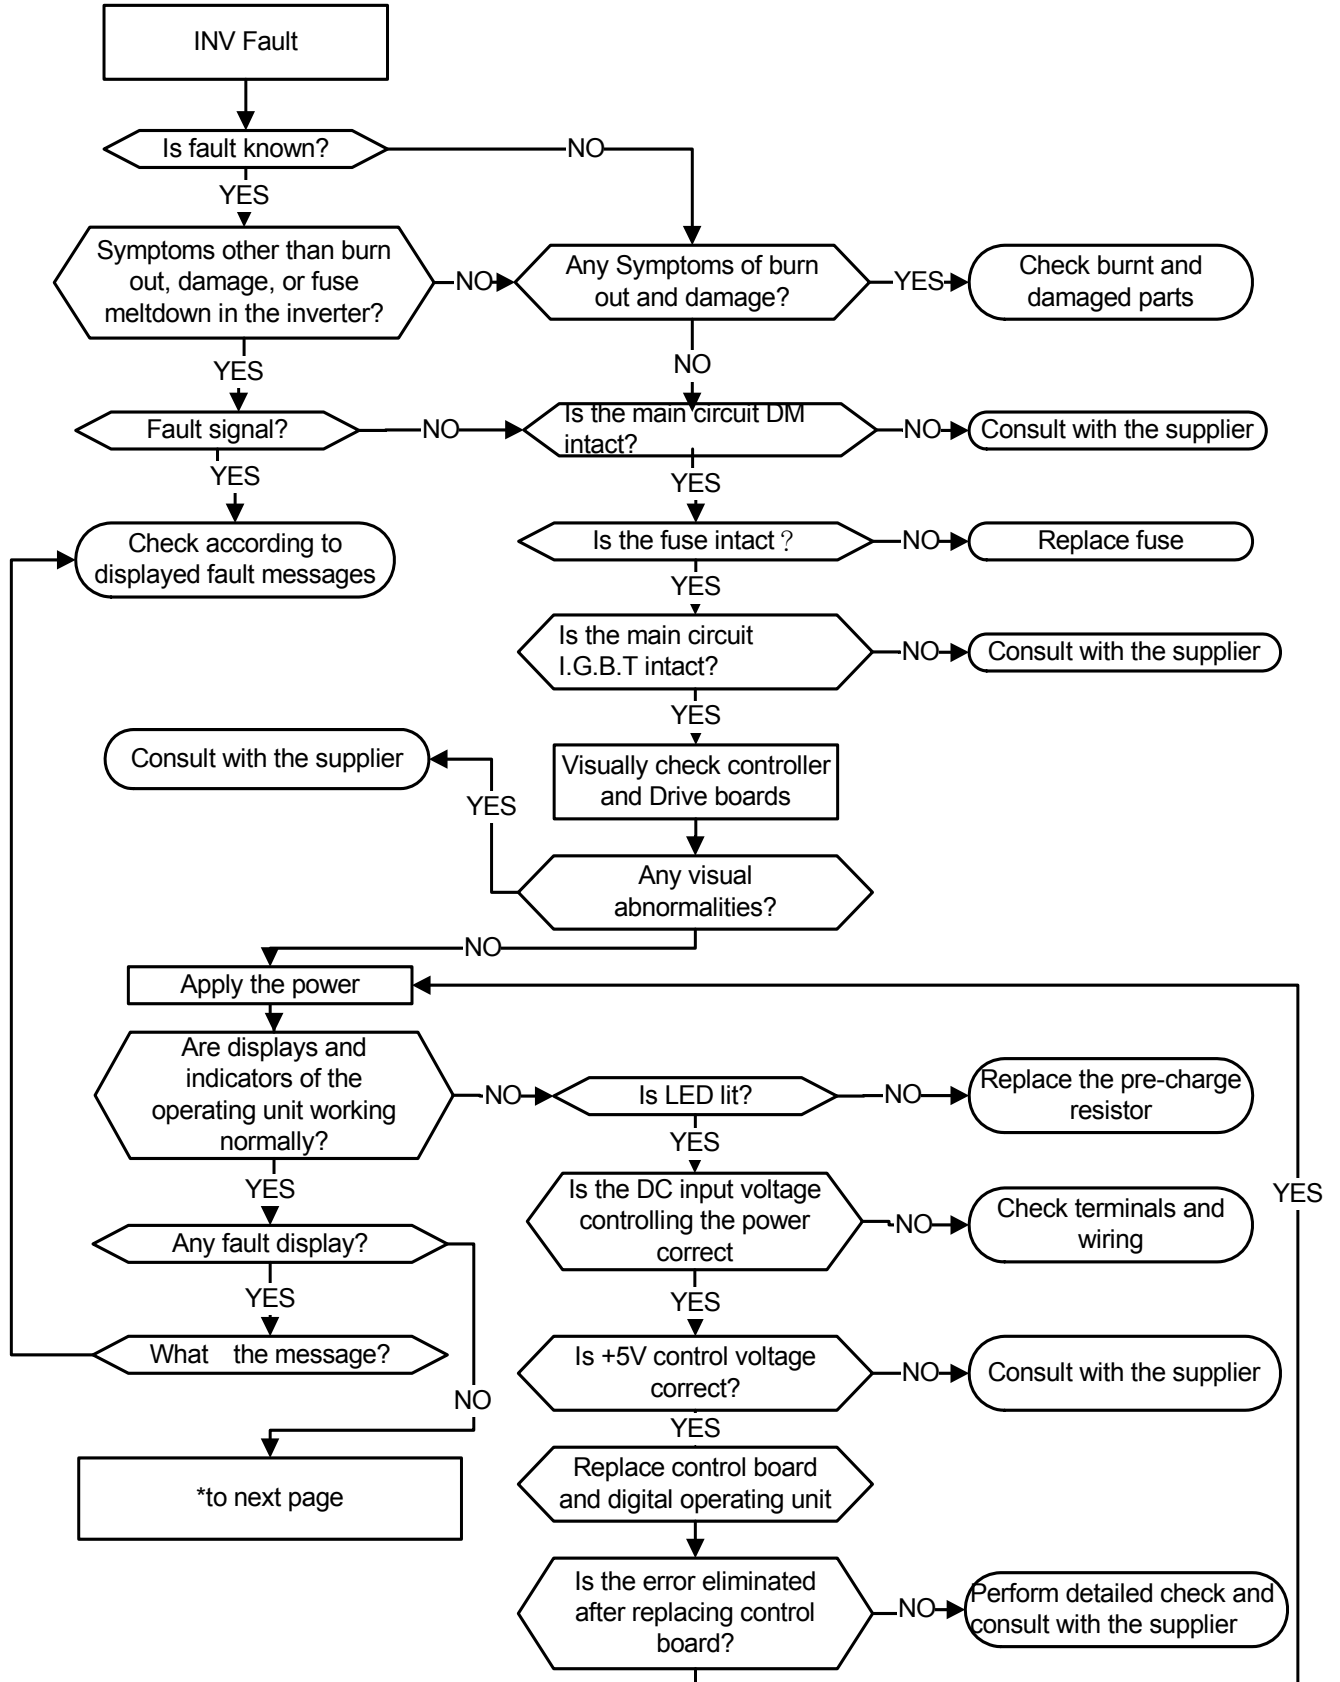 INV Fault
Is fault known?
NO
YES
Symptoms other than burn
out, damage, or fuse
meltdown in the inverter?
NO
Any Symptoms of burn
out and damage?
YES
Check burnt and
damaged parts
YES
NO
Fault signal?
NO
Is the main circuit DM
intact?
NO
Consult with the supplier
YES
YES
Check according to
displayed fault messages
Is the fuse intact？
NO
Replace fuse
YES
Is the main circuit
I.G.B.T intact?
NO
Consult with the supplier
YES
Visually check controller
and Drive boards
Consult with the supplier
YES
Any visual
abnormalities?
NO
Apply the power
Are displays and
indicators of the
operating unit working
normally?
NO
Is LED lit?
NO
Replace the pre-charge
resistor
YES
YES
Is the DC input voltage
controlling the power
correct
NO
Check terminals and
wiring
YES
Any fault display?
YES
YES
What the message?
NO
Is +5V control voltage
correct?
NO
Consult with the supplier
YES
*to next page
Replace control board
and digital operating unit
Is the error eliminated
after replacing control
board?
NO
Perform detailed check and
consult with the supplier